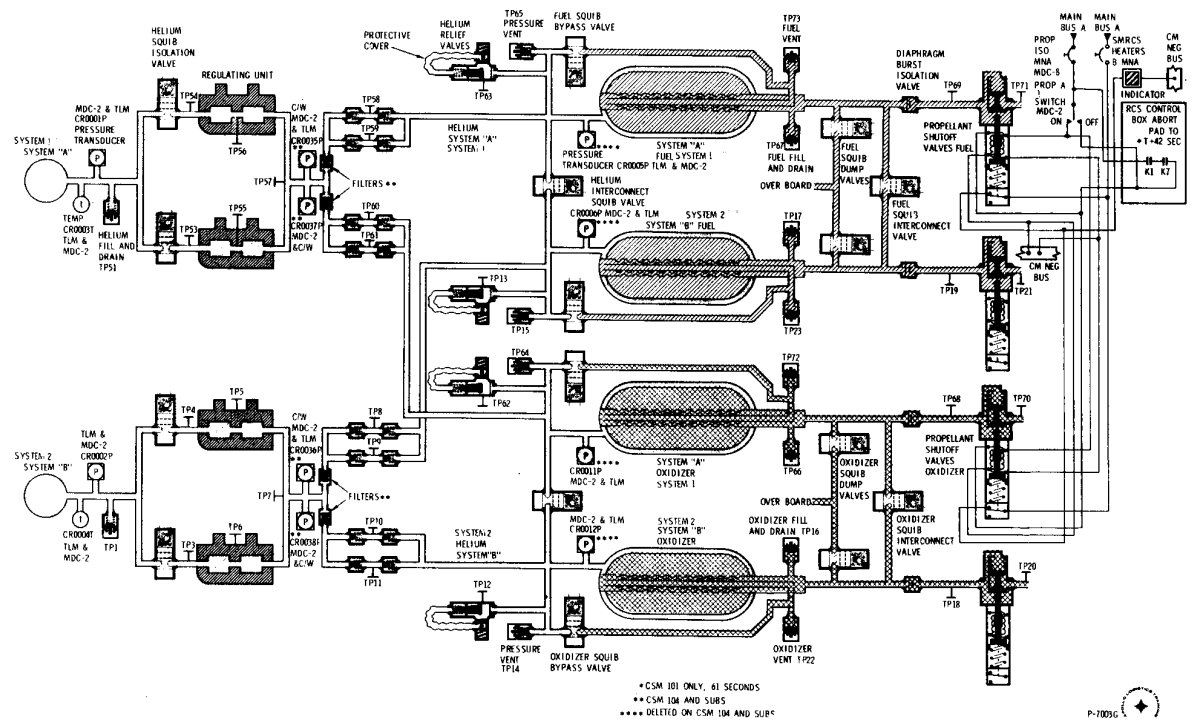 TP65
PRESSURE
VENT
FUEL SQUIB
BYPASS VALVE
TP73
FUEL
VENT
MAIN
BUS A
MAIN
BUS A
HELIUM
SQUIB
ISOLATION
VALVE
PROTECTIVE
COVER
HELIUM
RELIEF
VALVES
PROP
ISO
MNA
MDC-8
SMRCS
HEATERS
B MNA
CM
NEG
BUS
REGULATING UNIT
TP63
DIAPHRAGM
BURST
ISOLATION
VALVE
TP69
TP71
PROP A
1
SWITCH
MDC-2
ON
OFF
INDICATOR
RCS CONTROL
BOX ABORT
PAD TO
*T+42 SEC
K1 K7
TP54
MDC-2 & TLM
CR0001P
PRESSURE
TRANSDUCER
C/W
MDC-2
& TLM
CR0035P
TP58
TP59
HELIUM
SYSTEM "A"
SYSTEM 1
TP56
SYSTEM "A"
FUEL SYSTEM 1
PRESSURE
TRANSDUCER CR0005P TLM & MDC-2
TP67
FUEL FILL
AND DRAIN
FUEL
SQUIB
DUMP
VALVES
PROPELLANT
SHUTOFF
VALVES FUEL
SYSTEM 1
SYSTEM "A"
TP57
FILTERS **
HELIUM
INTERCONNECT
SQUIB VALVE
OVER BOARD
FUEL
SQUIB
INTERCONNECT
VALVE
TEMP
CR0003T
TLM &
MDC-2
HELIUM
FILL AND
DRAIN
TP51
TP53
TP55
CR0037P
MDC-2
& C/W
TP60
TP61
CR0006P MDC-2 & TLM
SYSTEM 2
SYSTEM "B" FUEL
TP17
CM NEG
BUS
TP13
TP15
TP23
TP19
TP21
TP64
TP62
TP72
TP4
TP5
C/W
MDC-2
& TLM
CR0036P
TP8
TP9
TP68
TP70
TLM &
MDC-2
CR0002P
SYSTEM "A"
OXIDIZER
SYSTEM 1
CR0011P
MDC-2 & TLM
TP66
OXIDIZER
SQUIB
DUMP
VALVES
PROPELLANT
SHUTOFF
VALVES
OXIDIZER
SYSTEM 2
SYSTEM "B"
TP7
FILTERS **
MDC-2 & TLM
CR0012P
SYSTEM 2
SYSTEM "B"
OXIDIZER
OVER BOARD
OXIDIZER FILL
AND DRAIN TP16
OXIDIZER
SQUIB
INTERCONNECT
VALVE
CR0004T
TLM &
MDC-2
TP1
TP3
TP6
CR0038P
MDC-2
& C/W
TP10
TP11
SYSTEM 2
HELIUM
SYSTEM "B"
TP20
TP18
TP12
PRESSURE
VENT
TP14
OXIDIZER SQUIB
BYPASS VALVE
OXIDIZER
VENT TP22
* CSM 101 ONLY, 61 SECONDS
** CSM 104 AND SUBS
**** DELETED ON CSM 104 AND SUBS
P-7003G